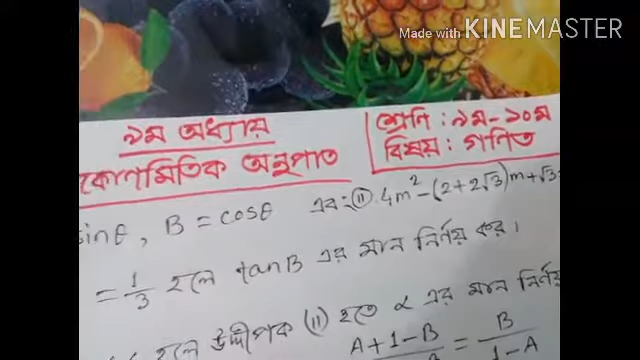 Made with KINEMASTER
৯ম অধ্যায়
কোণমিতিক অনুপাত
শ্রেণি : ৯ম-১০ম
বিষয়: গণিত
sinθ, B = cosθ এবং (ii) 4m² - (2+2√3)m + √3 =
= 1/3 হলে tanB এর মান নির্ণয় কর।
হলে উদ্দীপক (ii) হতে α এর মান নির্ণয়
A+1-B = B
1-A